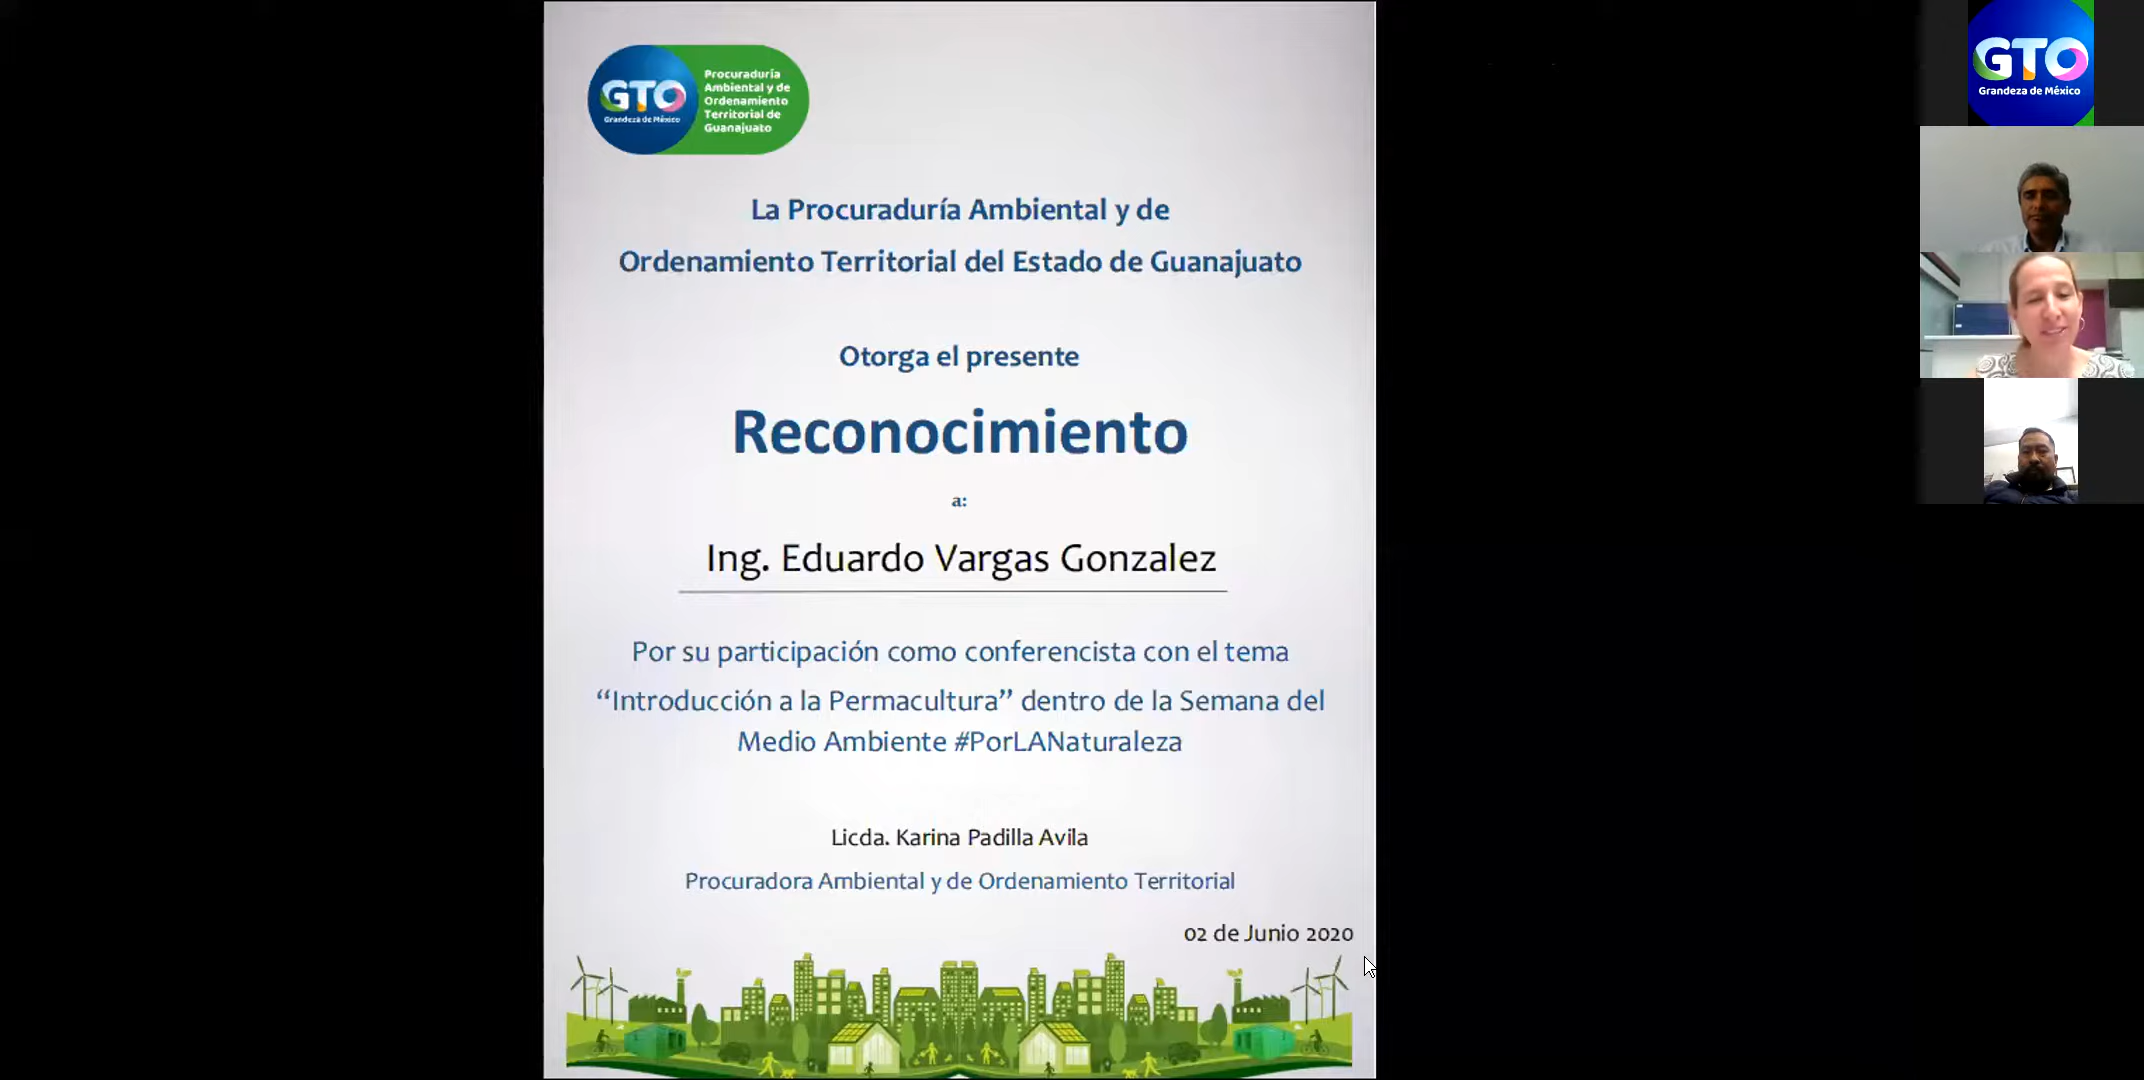 GTO
Grandeza de México
Procuraduría
Ambiental y de
Ordenamiento
Territorial de
Guanajuato
La Procuraduría Ambiental y de
Ordenamiento Territorial del Estado de Guanajuato
Otorga el presente
Reconocimiento
a:
Ing. Eduardo Vargas Gonzalez
Por su participación como conferencista con el tema
“Introducción a la Permacultura” dentro de la Semana del
Medio Ambiente #PorLANaturaleza
Licda. Karina Padilla Avila
Procuradora Ambiental y de Ordenamiento Territorial
02 de Junio 2020
GTO
Grandeza de México